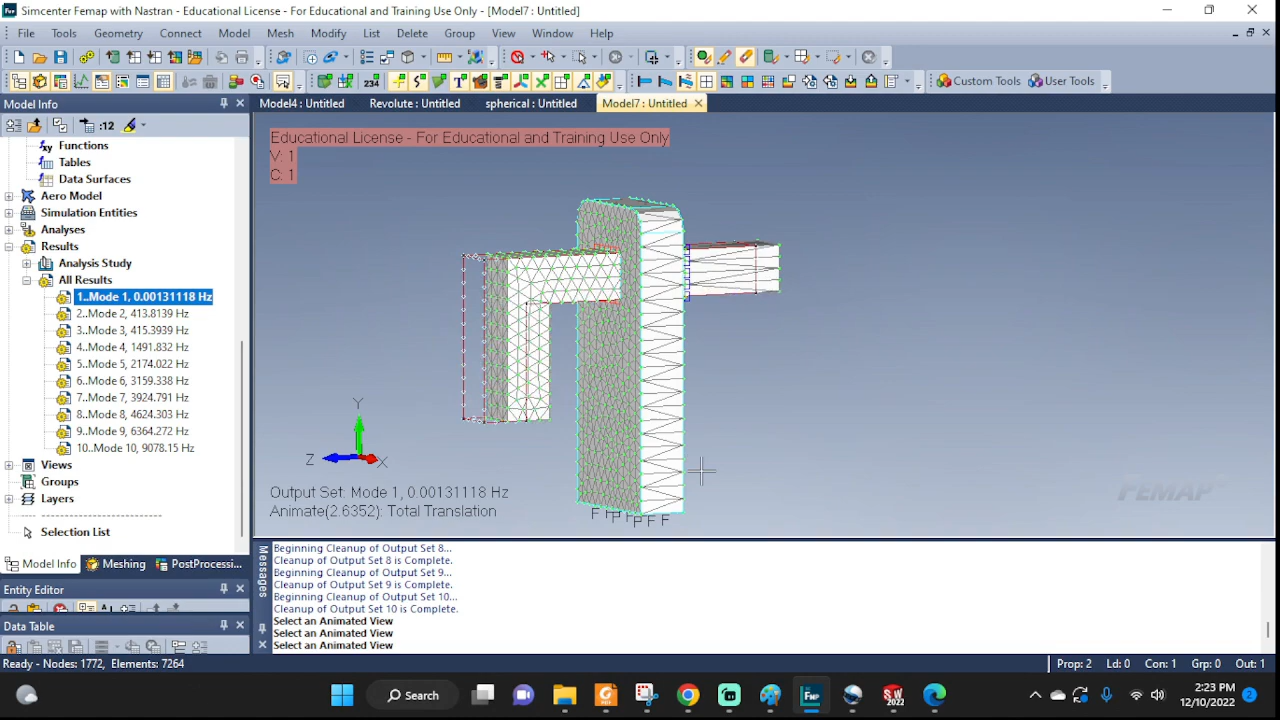 Simcenter Femap with Nastran - Educational License - For Educational and Training Use Only - [Model7 : Untitled]
File Tools Geometry Connect Model Mesh Modify List Delete Group View Window Help
234
Custom Tools User Tools
Model Info
Model4 : Untitled Revolute : Untitled spherical : Untitled Model7 : Untitled
:12
Educational License - For Educational and Training Use Only
V: 1
C: 1
Functions
Tables
Data Surfaces
Aero Model
Simulation Entities
Analyses
Results
Analysis Study
All Results
1..Mode 1, 0.00131118 Hz
2..Mode 2, 413.8139 Hz
3..Mode 3, 415.3939 Hz
4..Mode 4, 1491.832 Hz
5..Mode 5, 2174.022 Hz
6..Mode 6, 3159.338 Hz
7..Mode 7, 3924.791 Hz
8..Mode 8, 4624.303 Hz
9..Mode 9, 6364.272 Hz
10..Mode 10, 9078.15 Hz
Views
Groups
Layers
Selection List
Y
Z X
Output Set: Mode 1, 0.00131118 Hz
Animate(2.6352): Total Translation
FEMAP
Model Info Meshing PostProcessi...
Entity Editor
Data Table
Messages
Beginning Cleanup of Output Set 8...
Cleanup of Output Set 8 is Complete.
Beginning Cleanup of Output Set 9...
Cleanup of Output Set 9 is Complete.
Beginning Cleanup of Output Set 10...
Cleanup of Output Set 10 is Complete.
Select an Animated View
Select an Animated View
Select an Animated View
Ready - Nodes: 1772, Elements: 7264
Prop: 2 Ld: 0 Con: 1 Grp: 0 Out: 1
Search
2:23 PM
12/10/2022
2